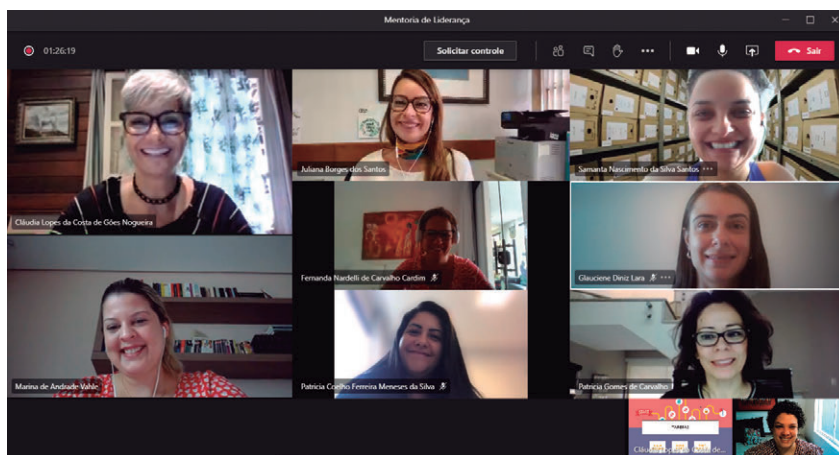 Mentoria de Liderança
01:26:19
Solicitar controle
Sair
Cláudia Lopes da Costa de Góes Nogueira
Juliana Borges dos Santos
Samanta Nascimento da Silva Santos
Fernanda Nardelli de Carvalho Cardim
Glauciene Diniz Lara
Marina de Andrade Vahle
Patricia Coelho Ferreira Meneses da Silva
Patricia Gomes de Carvalho